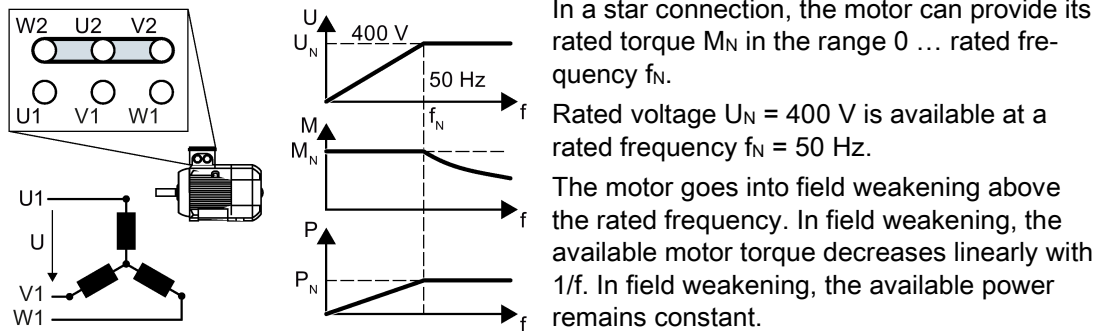 W2 U2 V2
U1 V1 W1
U1
U
V1
W1
U
U_N
400 V
50 Hz
f
f_N
M
M_N
f
P
P_N
f
In a star connection, the motor can provide its
rated torque M_N in the range 0 … rated fre-
quency f_N.
Rated voltage U_N = 400 V is available at a
rated frequency f_N = 50 Hz.
The motor goes into field weakening above
the rated frequency. In field weakening, the
available motor torque decreases linearly with
1/f. In field weakening, the available power
remains constant.